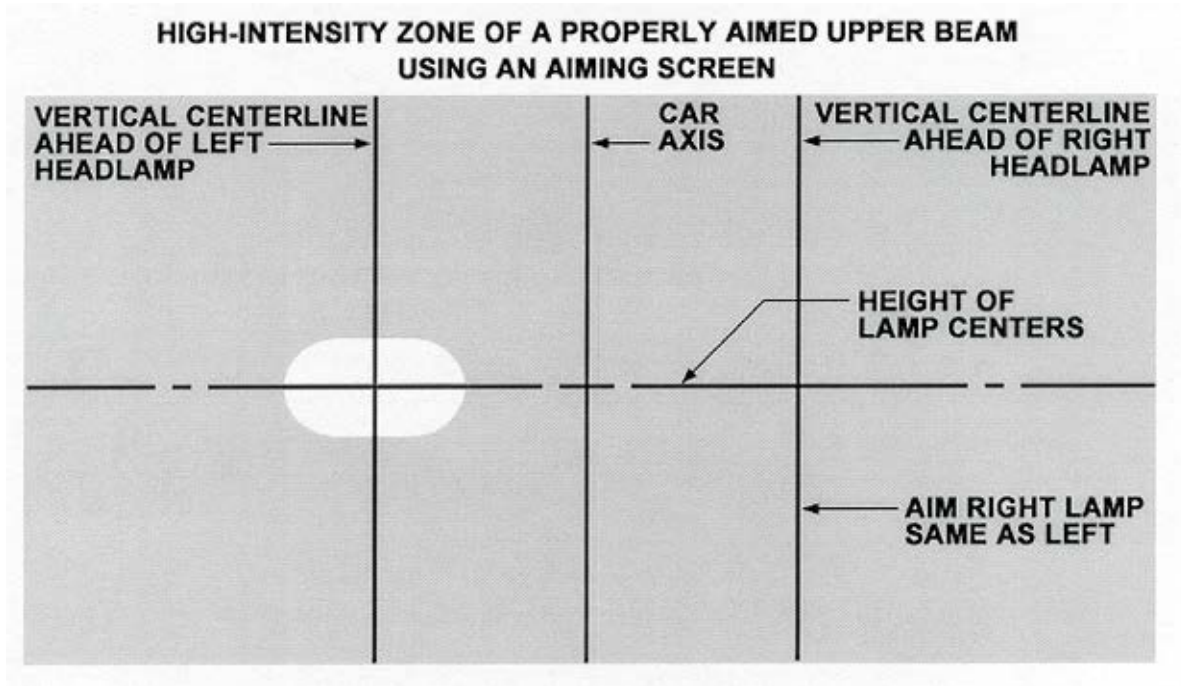 HIGH-INTENSITY ZONE OF A PROPERLY AIMED UPPER BEAM
USING AN AIMING SCREEN
VERTICAL CENTERLINE
AHEAD OF LEFT
HEADLAMP
CAR
AXIS
VERTICAL CENTERLINE
AHEAD OF RIGHT
HEADLAMP
HEIGHT OF
LAMP CENTERS
AIM RIGHT LAMP
SAME AS LEFT